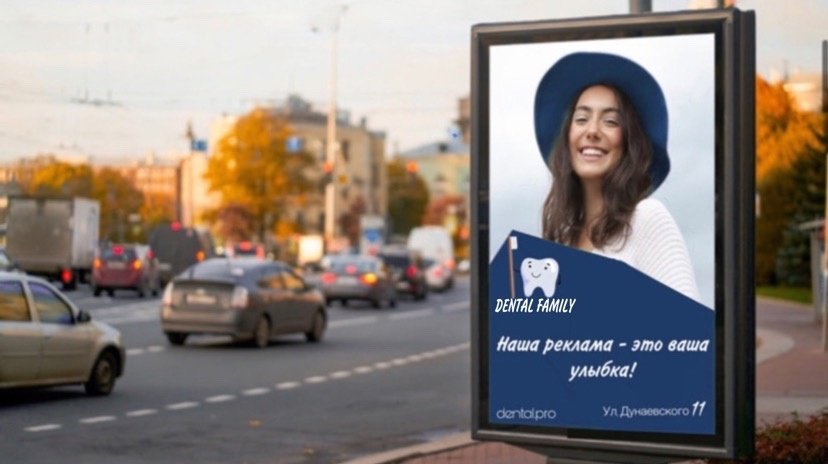 DENTAL FAMILY
Наша реклама - это ваша
улыбка!
dental.pro
Ул. Дунаевского 11